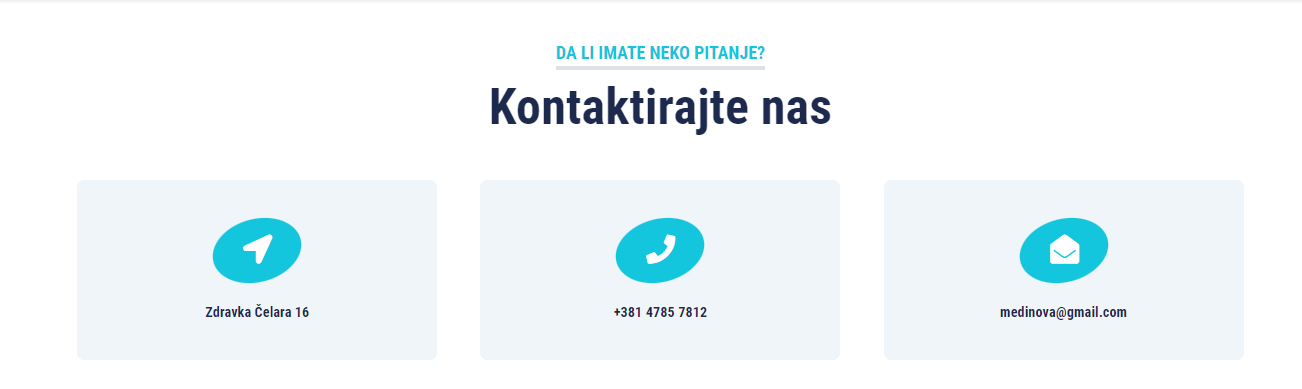 DA LI IMATE NEKO PITANJE?
Kontaktirajte nas
Zdravka Čelara 16
+381 4785 7812
medinova@gmail.com